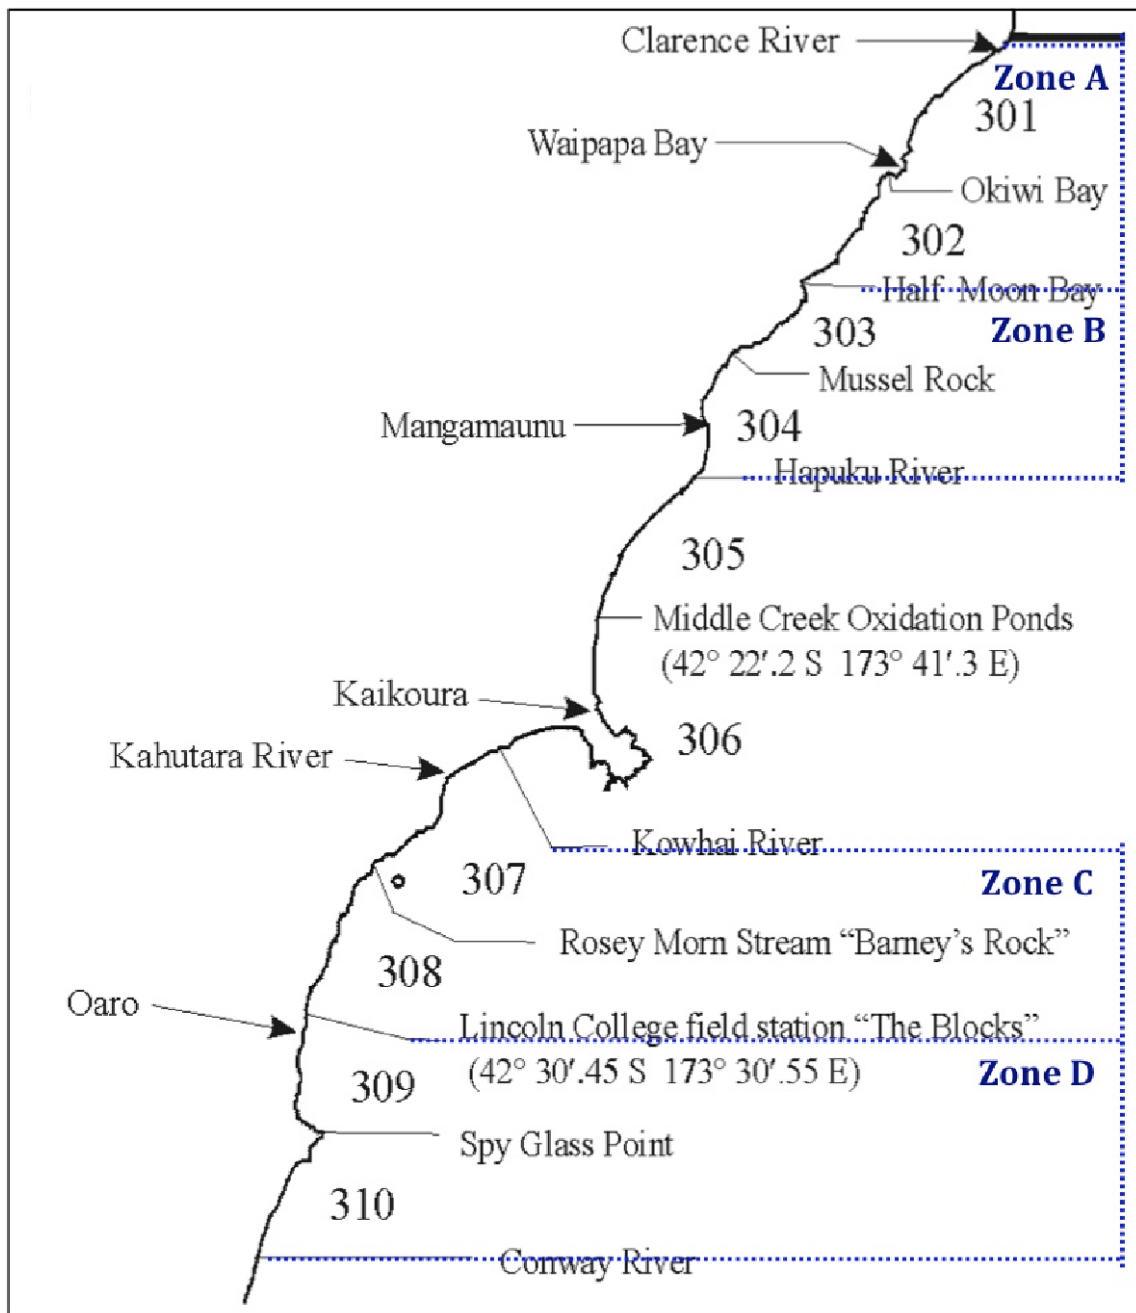 Clarence River
Zone A
301
Waipapa Bay
Okiwi Bay
302
Half Moon Bay
303
Zone B
Mussel Rock
Mangamaunu
304
Hapuku River
305
Middle Creek Oxidation Ponds
(42° 22'.2 S 173° 41'.3 E)
Kaikoura
306
Kahutara River
Kowhai River
307
Zone C
Rosey Morn Stream “Barney’s Rock”
308
Oaro
Lincoln College field station “The Blocks”
(42° 30'.45 S 173° 30'.55 E)
Zone D
309
Spy Glass Point
310
Conway River